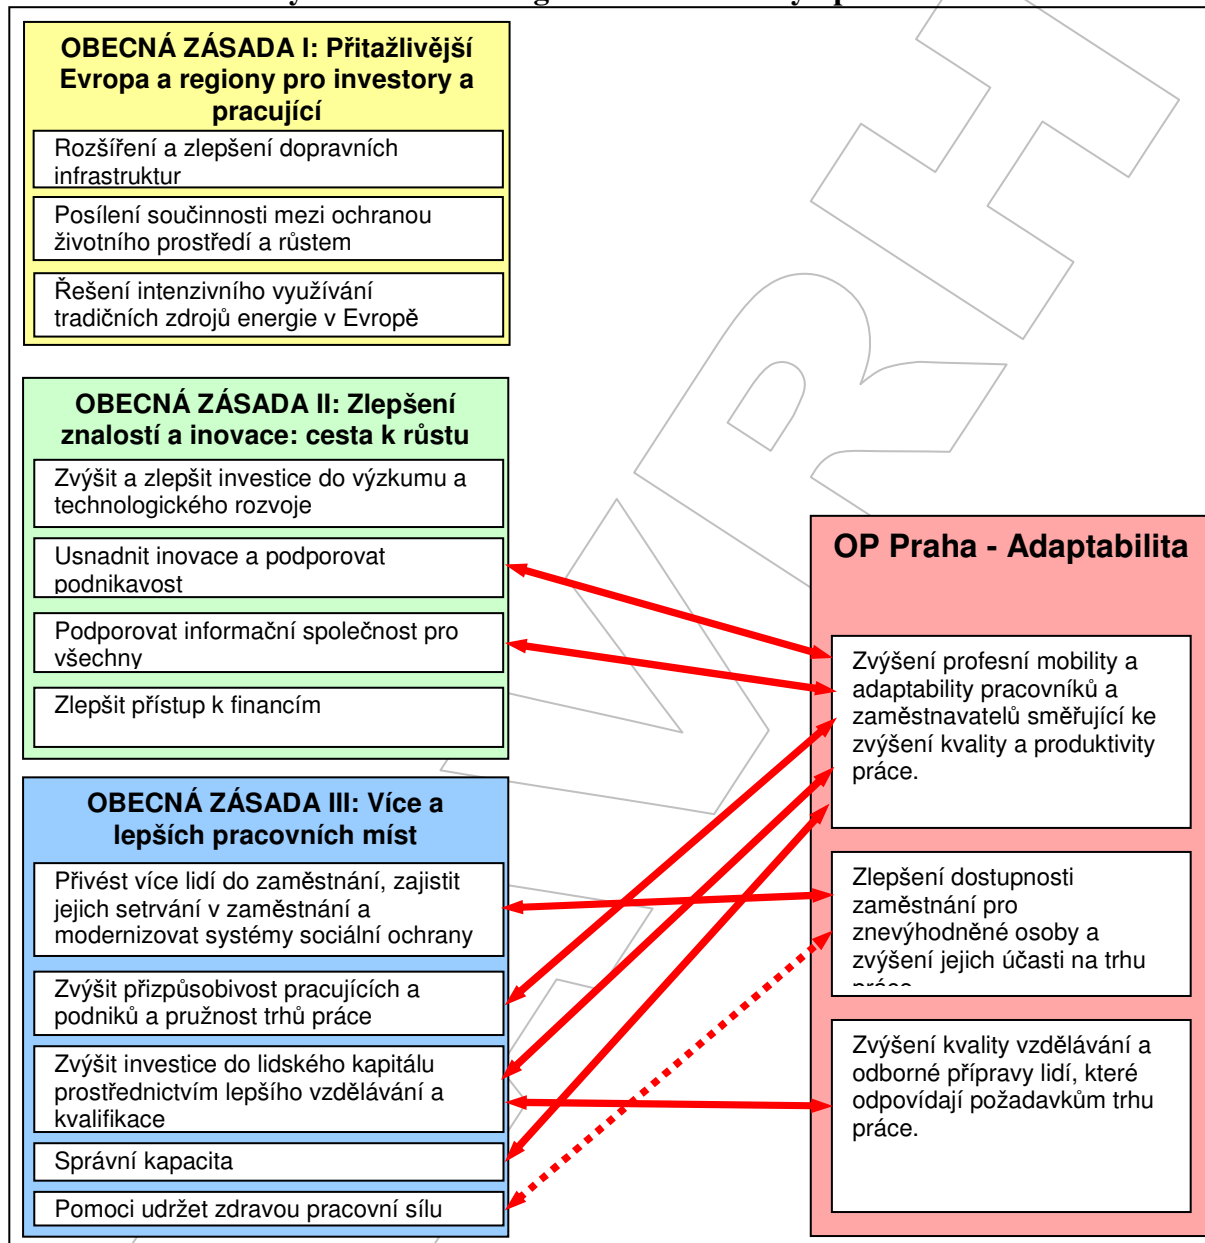 OBECNÁ ZÁSADA I: Přitažlivější
Evropa a regiony pro investory a
pracující
Rozšíření a zlepšení dopravních
infrastruktur
Posílení součinnosti mezi ochranou
životního prostředí a růstem
Řešení intenzivního využívání
tradičních zdrojů energie v Evropě
OBECNÁ ZÁSADA II: Zlepšení
znalostí a inovace: cesta k růstu
Zvýšit a zlepšit investice do výzkumu a
technologického rozvoje
Usnadnit inovace a podporovat
podnikavost
Podporovat informační společnost pro
všechny
Zlepšit přístup k financím
OBECNÁ ZÁSADA III: Více a
lepších pracovních míst
Přivést více lidí do zaměstnání, zajistit
jejich setrvání v zaměstnání a
modernizovat systémy sociální ochrany
Zvýšit přizpůsobivost pracujících a
podniků a pružnost trhů práce
Zvýšit investice do lidského kapitálu
prostřednictvím lepšího vzdělávání a
kvalifikace
Správní kapacita
Pomoci udržet zdravou pracovní sílu
OP Praha - Adaptabilita
Zvýšení profesní mobility a
adaptability pracovníků a
zaměstnavatelů směřující ke
zvýšení kvality a produktivity
práce.
Zlepšení dostupnosti
zaměstnání pro
znevýhodněné osoby a
zvýšení jejich účasti na trhu
práce
Zvýšení kvality vzdělávání a
odborné přípravy lidí, které
odpovídají požadavkům trhu
práce.
VRH